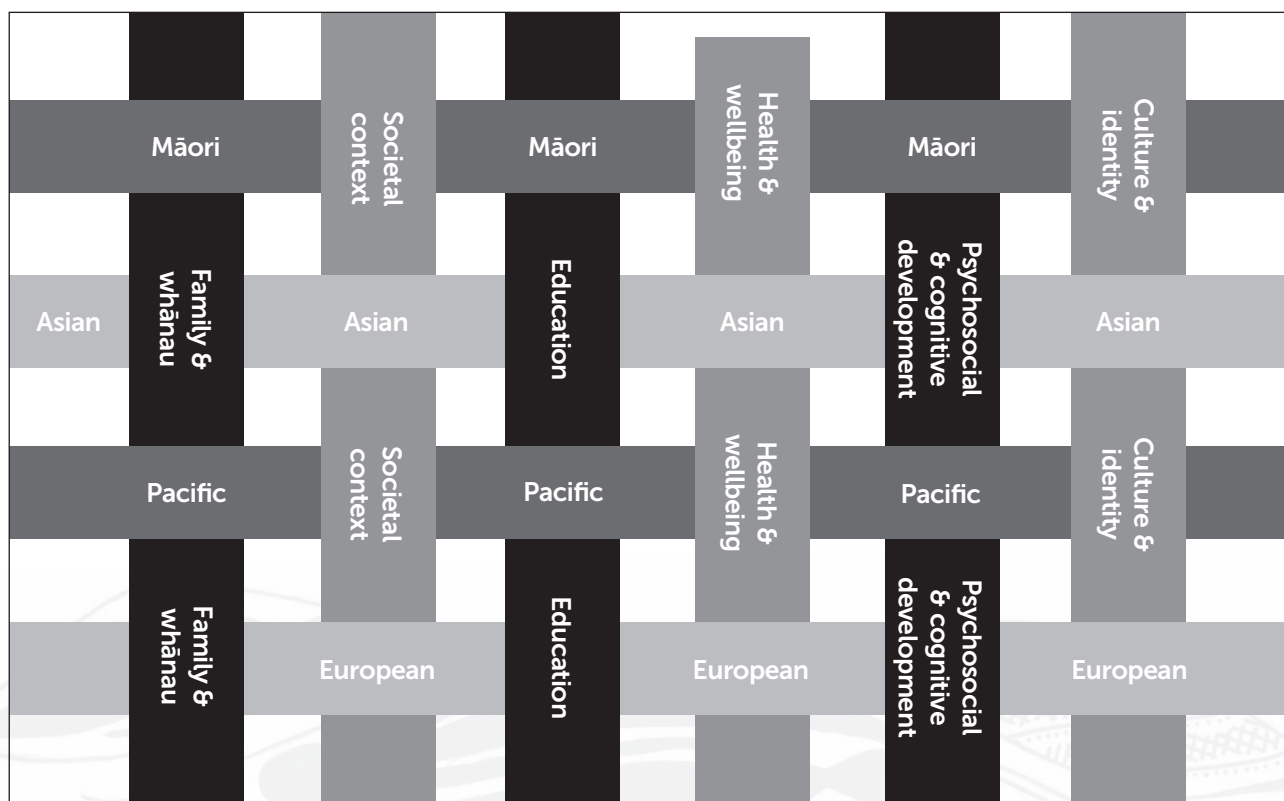 Māori
Societal
context
Māori
Health &
wellbeing
Māori
Culture &
identity
Asian
Family &
whānau
Asian
Education
Asian
Psychosocial
& cognitive
development
Asian
Pacific
Societal
context
Pacific
Health &
wellbeing
Pacific
Culture &
identity
Family &
whānau
European
Education
European
Psychosocial
& cognitive
development
European